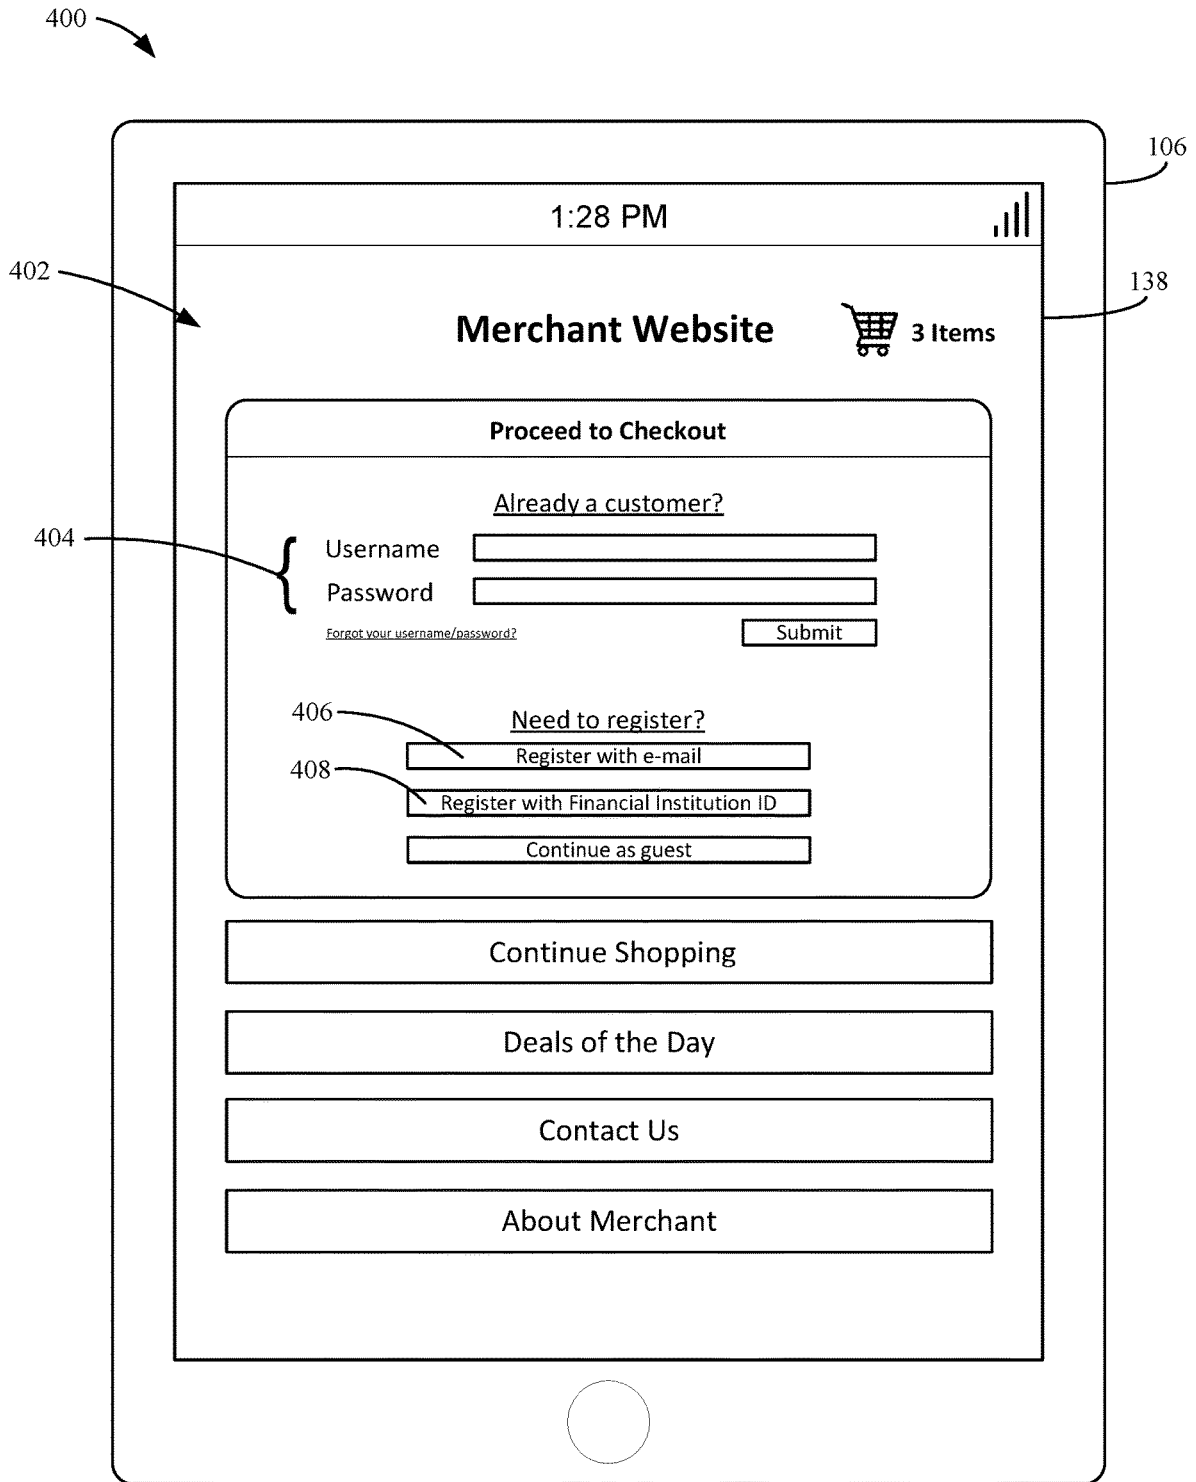 400
106
1:28 PM
402
138
Merchant Website
3 Items
Proceed to Checkout
Already a customer?
404
Username
Password
Forgot your username/password?
Submit
406
Need to register?
Register with e-mail
408
Register with Financial Institution ID
Continue as guest
Continue Shopping
Deals of the Day
Contact Us
About Merchant